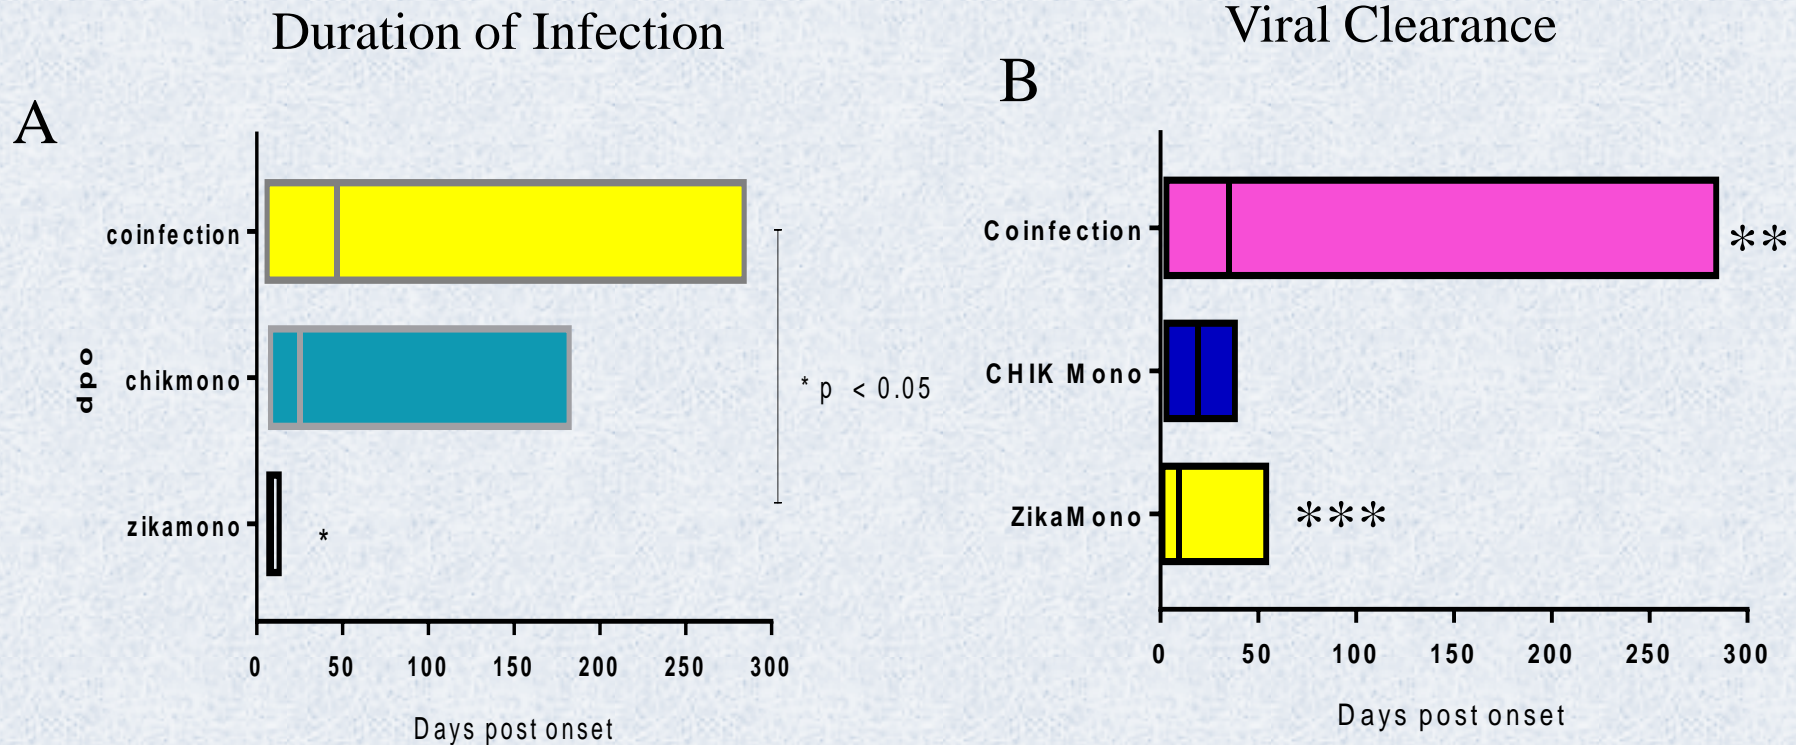 Duration of Infection
A
coinfection
chikmono
zikamono
dpo
*
* p < 0.05
0 50 100 150 200 250 300
Days post onset
Viral Clearance
B
Coinfection
CHIK Mono
ZikaMono
**
***
0 50 100 150 200 250 300
Days post onset